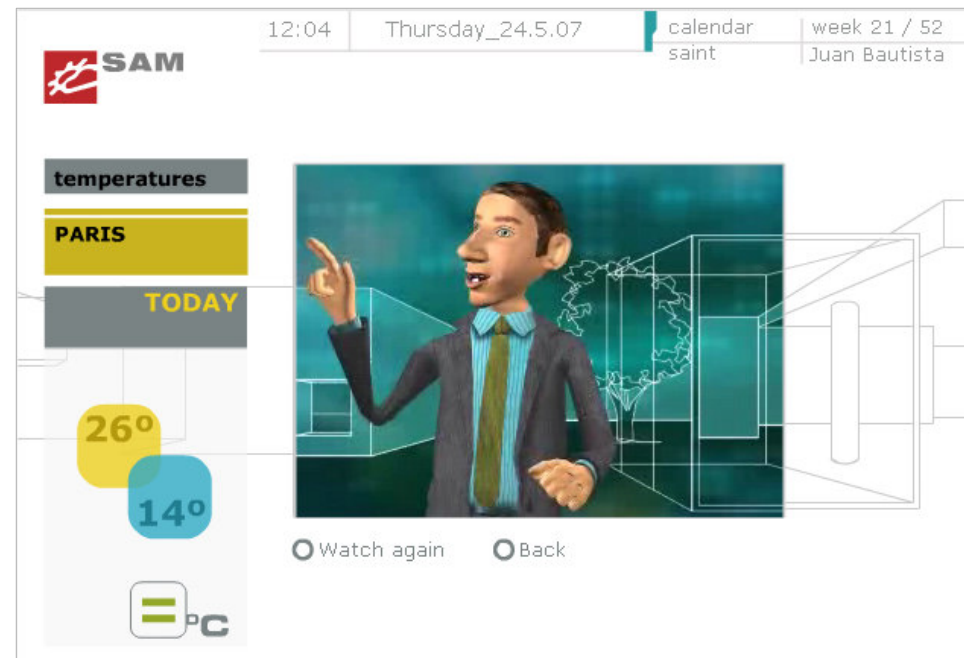 12:04 Thursday_24.5.07 calendar week 21 / 52
saint Juan Bautista
SAM
temperatures
PARIS
TODAY
26º
14º
ºC
Watch again Back